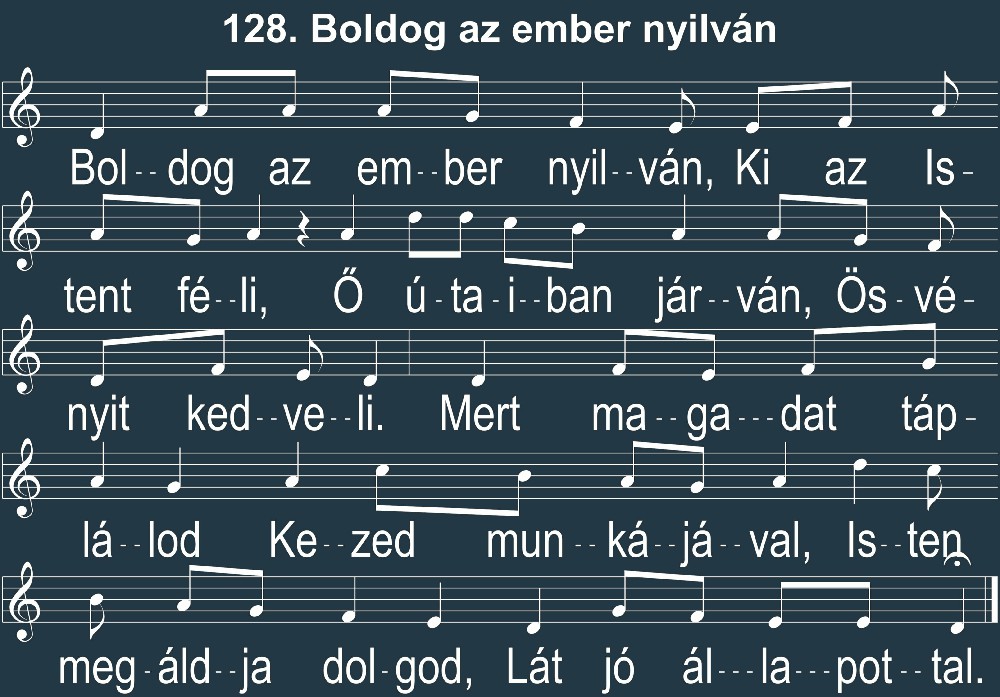 128. Boldog az ember nyilván
Bol--dog az em--ber nyil--ván, Ki az Is-
tent fé--li, Ő ú-ta-i--ban jár--ván, Ös-vé-
nyit ked--ve--li. Mert ma--ga---dat táp-
lá--lod Ke--zed mun--ká--já--val, Is--ten
meg-áld--ja dol-god, Lát jó ál---la--pot--tal.